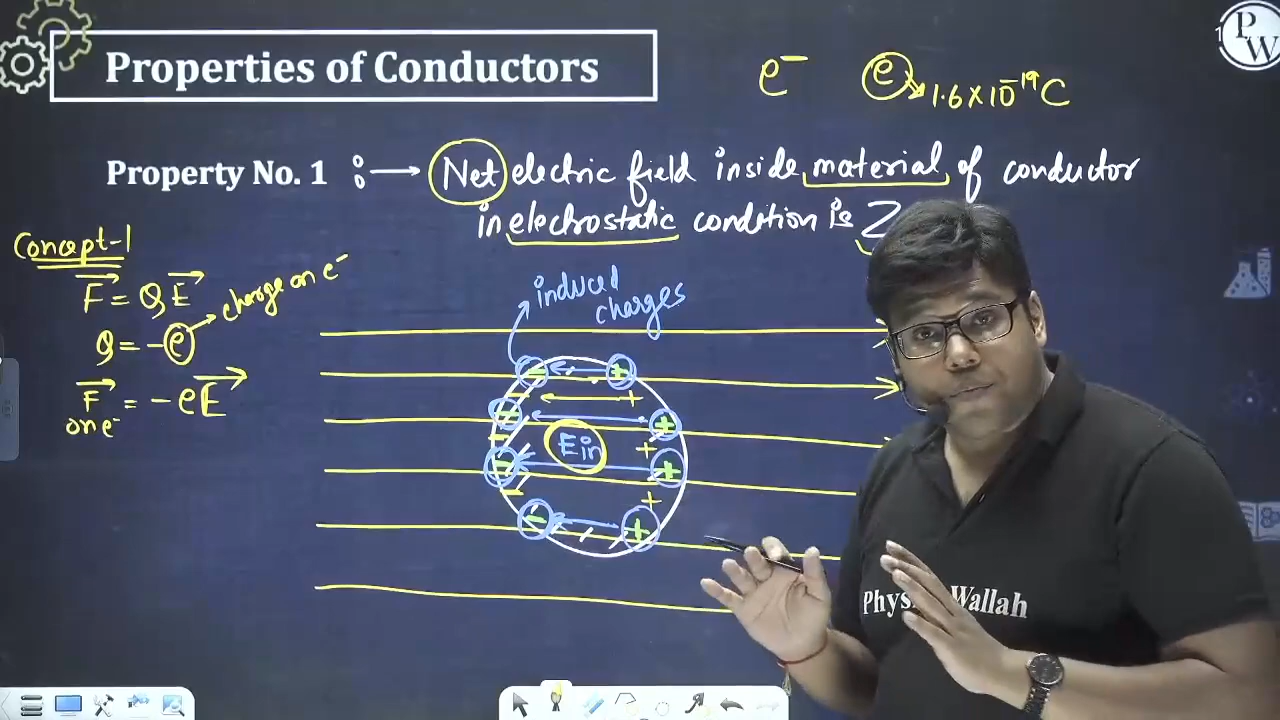 Properties of Conductors
e⁻ e → 1.6×10⁻¹⁹C
PW
Property No. 1 : → Net electric field inside material of conductor
in electrostatic condition is Z
Concept-1
F⃗ = QE⃗
charge on e⁻
Q = -e
F⃗ = -eE⃗
on e⁻
induced
charges
- +
- +
- +
Ein
- +
- +
- +
- +
Wallah